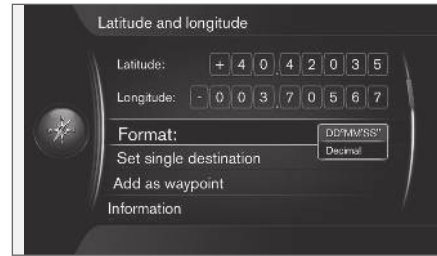 Latitude and longitude
Latitude: +40.42035
Longitude: -003.70567
Format: DD°MM'SS"
Decimal
Set single destination
Add as waypoint
Information